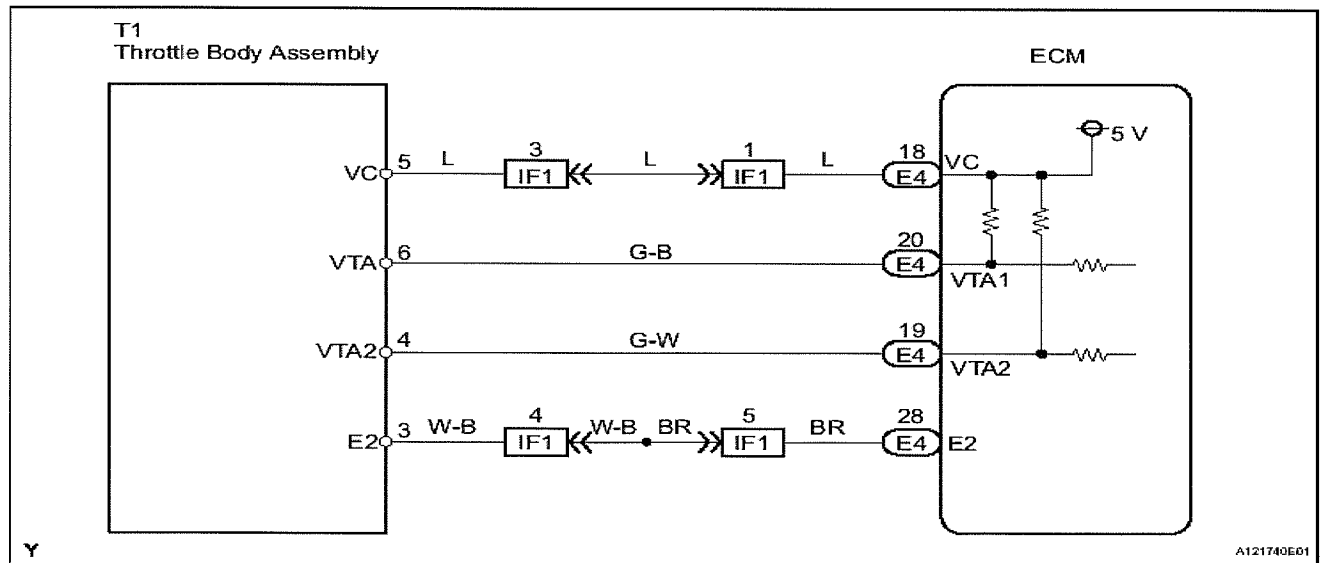 T1
Throttle Body Assembly
ECM
5 V
VC 5 L 3 IF1 L 1 IF1 L 18 E4 VC
VTA 6 G-B 20 E4 VTA1
VTA2 4 G-W 19 E4 VTA2
E2 3 W-B 4 IF1 W-B BR 5 IF1 BR 28 E4 E2
Y
A121740E01